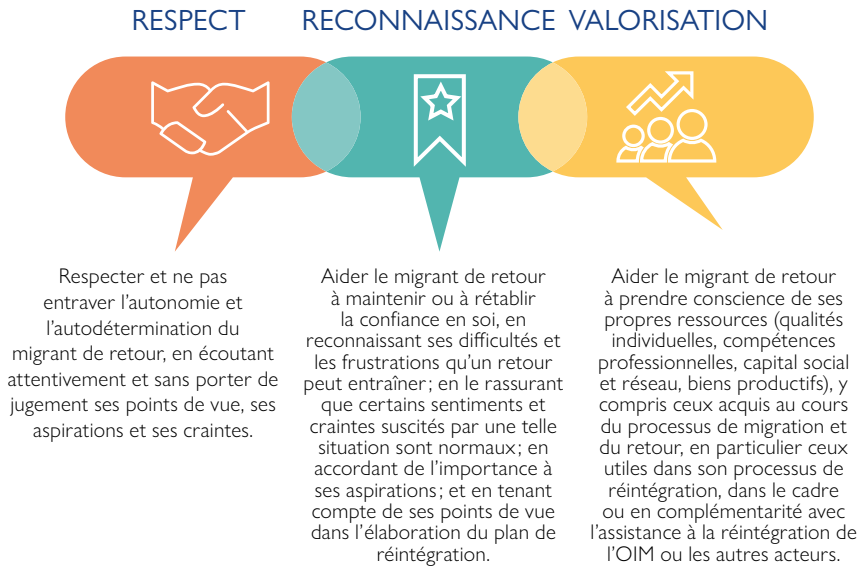 RESPECT
RECONNAISSANCE
VALORISATION
Respecter et ne pas
entraver l’autonomie et
l’autodétermination du
migrant de retour, en écoutant
attentivement et sans porter de
jugement ses points de vue, ses
aspirations et ses craintes.
Aider le migrant de retour
à maintenir ou à rétablir
la confiance en soi, en
reconnaissant ses difficultés et
les frustrations qu’un retour
peut entraîner; en le rassurant
que certains sentiments et
craintes suscités par une telle
situation sont normaux; en
accordant de l’importance à
ses aspirations; et en tenant
compte de ses points de vue
dans l’élaboration du plan de
réintégration.
Aider le migrant de retour
à prendre conscience de ses
propres ressources (qualités
individuelles, compétences
professionnelles, capital social
et réseau, biens productifs), y
compris ceux acquis au cours
du processus de migration et
du retour, en particulier ceux
utiles dans son processus de
réintégration, dans le cadre
ou en complémentarité avec
l’assistance à la réintégration de
l’OIM ou les autres acteurs.